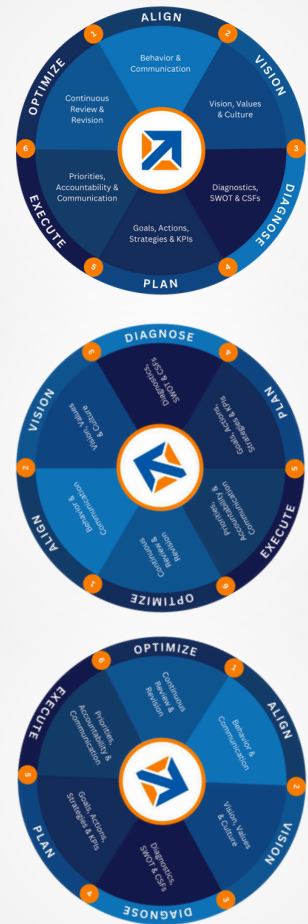 ALIGN
1
2
Behavior &
Communication
OPTIMIZE
VISION
Continuous
Review &
Revision
Vision, Values
& Culture
6
3
Priorities,
Accountability &
Communication
Diagnostics,
SWOT & CSFs
Goals, Actions,
Strategies & KPIs
EXECUTE
DIAGNOSE
5
4
PLAN
DIAGNOSE
3
4
Diagnostics,
SWOT & CSFs
VISION
PLAN
Vision, Values
& Culture
Goals, Actions,
Strategies & KPIs
2
5
Behavior &
Communication
Priorities,
Accountability &
Communication
Continuous
Review &
Revision
ALIGN
EXECUTE
1
6
OPTIMIZE
OPTIMIZE
6
1
Continuous
Review &
Revision
EXECUTE
ALIGN
Priorities,
Accountability &
Communication
Behavior &
Communication
5
2
Goals, Actions,
Strategies & KPIs
Vision, Values
& Culture
Diagnostics,
SWOT & CSFs
PLAN
VISION
4
3
DIAGNOSE